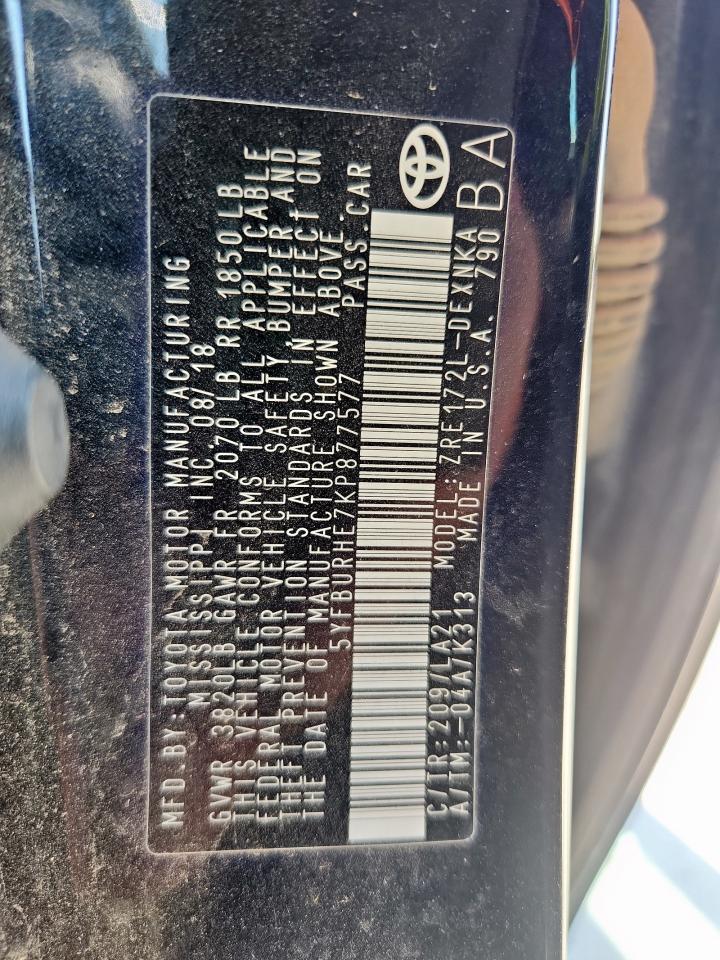 MFD.BY:TOYOTA MOTOR MANUFACTURING
MISSISSIPPI INC.08/18
GVWR 3820LB GAWR FR 2070LB RR 1850LB
THIS VEHICLE CONFORMS TO ALL APPLICABLE
FEDERAL MOTOR VEHICLE SAFETY, BUMPER AND
THEFT PREVENTION STANDARDS IN EFFECT ON
THE DATE OF MANUFACTURE SHOWN ABOVE.
5YFBURHE7KP877577 PASS.CAR
C/TR:209/LA21 MODEL:ZRE172L-DEXNKA
A/TM:-04A/K313 MADE IN U.S.A. 790 BA